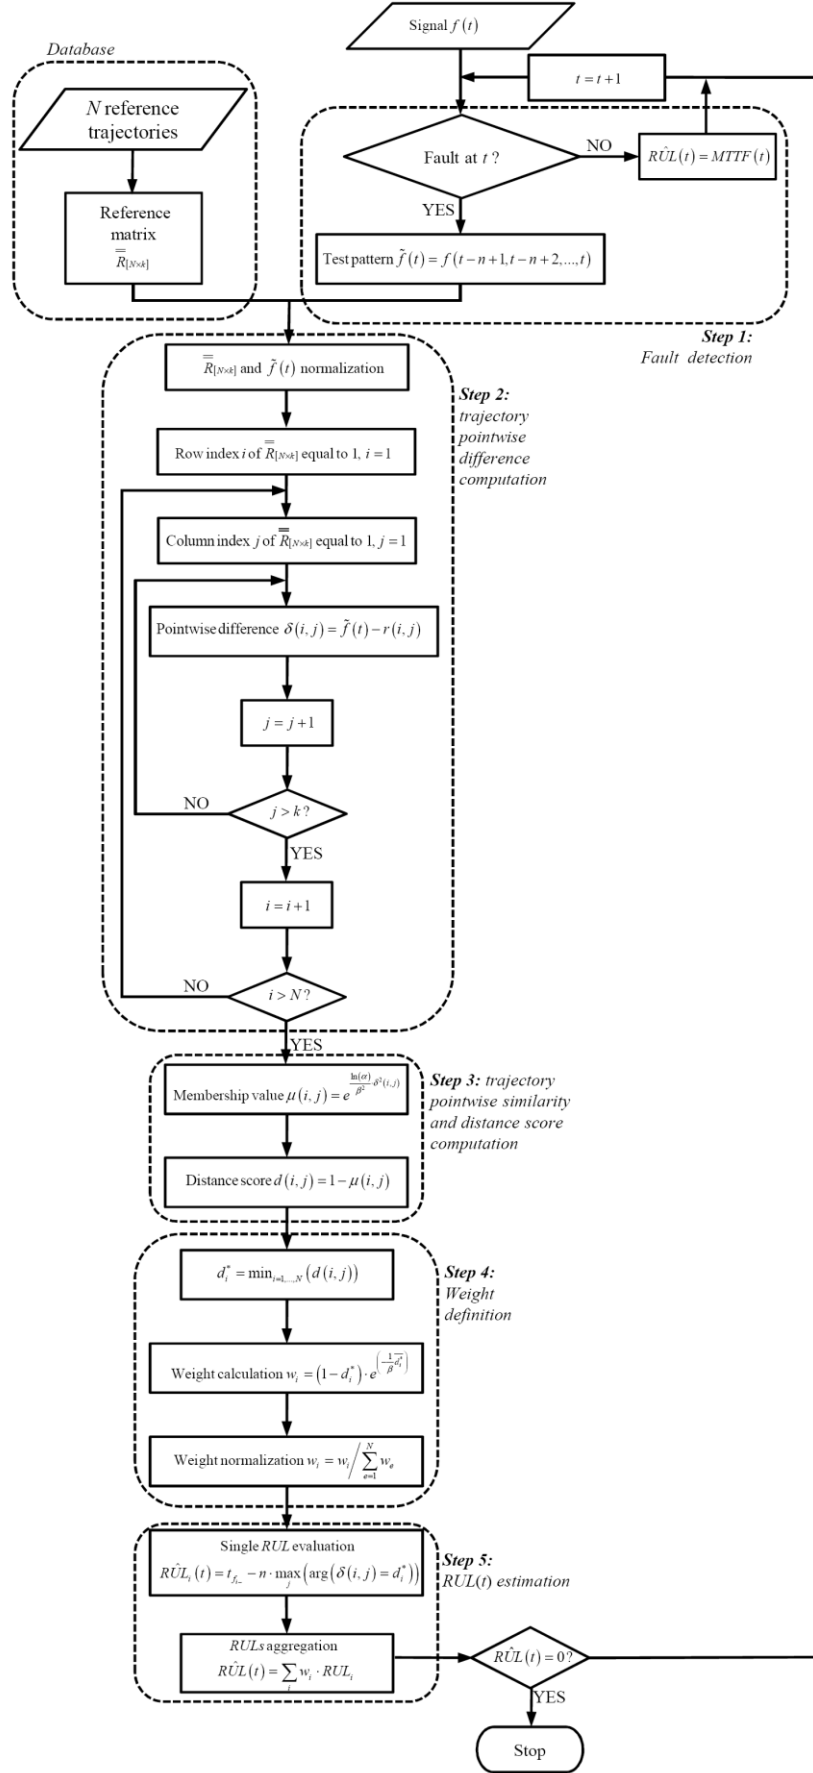 Signal f(t)
Database
t = t+1
N reference
trajectories
Fault at t ?
NO
RÛL(t) = MTTF(t)
YES
Reference
matrix
R̿[N×k]
Test pattern f̃(t) = f(t−n+1, t−n+2,..., t)
Step 1:
Fault detection
R̿[N×k] and f̃(t) normalization
Step 2:
trajectory
pointwise
difference
computation
Row index i of R̿[N×k] equal to 1, i = 1
Column index j of R̿[N×k] equal to 1, j = 1
Pointwise difference δ(i, j) = f̃(t) − r(i, j)
j = j+1
NO
j > k ?
YES
i = i+1
NO
i > N ?
YES
Membership value μ(i, j) = e^(ln(α)/β² · δ²(i,j))
Step 3: trajectory
pointwise similarity
and distance score
computation
Distance score d(i, j) = 1 − μ(i, j)
d_i^* = min_{i=1,...,N}(d(i, j))
Step 4:
Weight
definition
Weight calculation w_i = (1 − d_i^*) · e^(−1/β d_i^*)
Weight normalization w_i = w_i / ∑_{e=1}^{N} w_e
Single RUL evaluation
RÛL_i(t) = t_{f_{i-}} − n · max_j(arg(δ(i, j) = d_i^*))
Step 5:
RUL(t) estimation
RULs aggregation
RÛL(t) = ∑_i w_i · RUL_i
RÛL(t) = 0 ?
YES
Stop